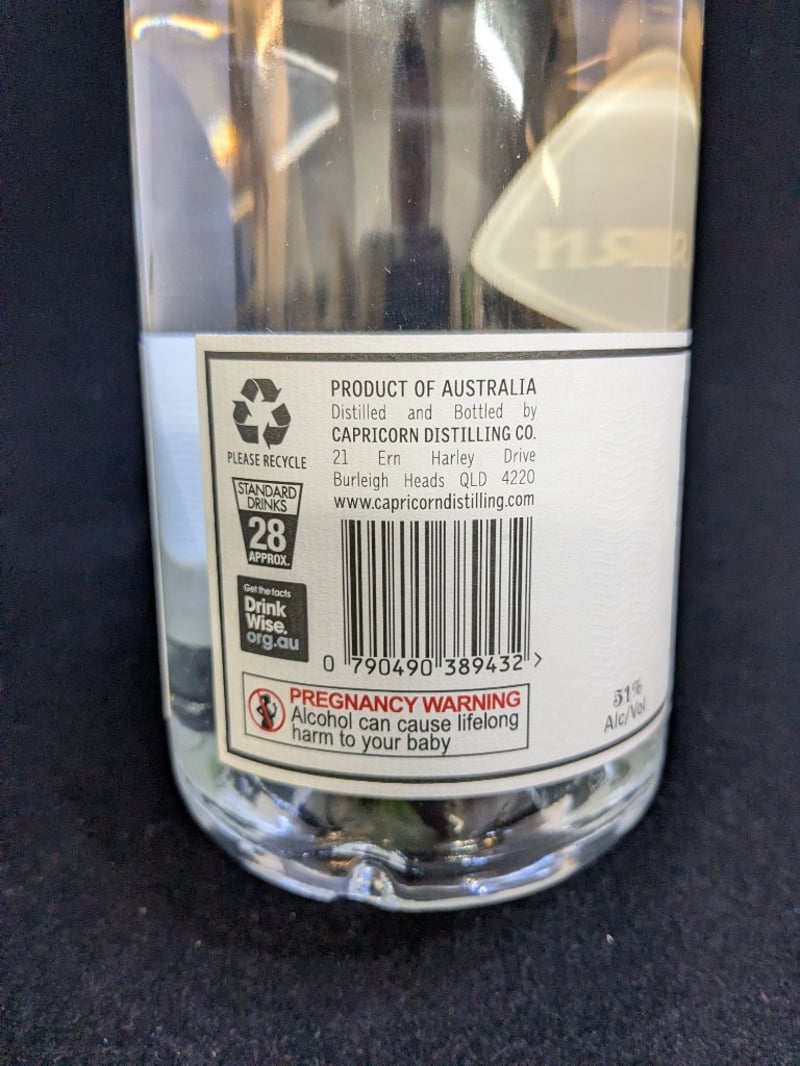 PRODUCT OF AUSTRALIA
Distilled and Bottled by
CAPRICORN DISTILLING CO.
21 Ern Harley Drive
Burleigh Heads QLD 4220
www.capricorndistilling.com
PLEASE RECYCLE
STANDARD
DRINKS
28
APPROX.
Get the facts
Drink
Wise.
org.au
0 790490 389432 >
PREGNANCY WARNING
Alcohol can cause lifelong
harm to your baby
51%
Alc/Vol